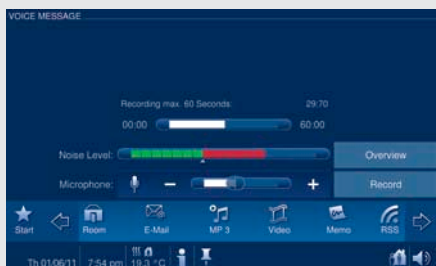 VOICE MESSAGE
Recording max. 60 Seconds: 29:70
00:00 60:00
Noise Level: Overview
Microphone: - + Record
Start Room E-Mail MP 3 Video Memo RSS
Th 01/06/11 7:54 pm 19.3 °C